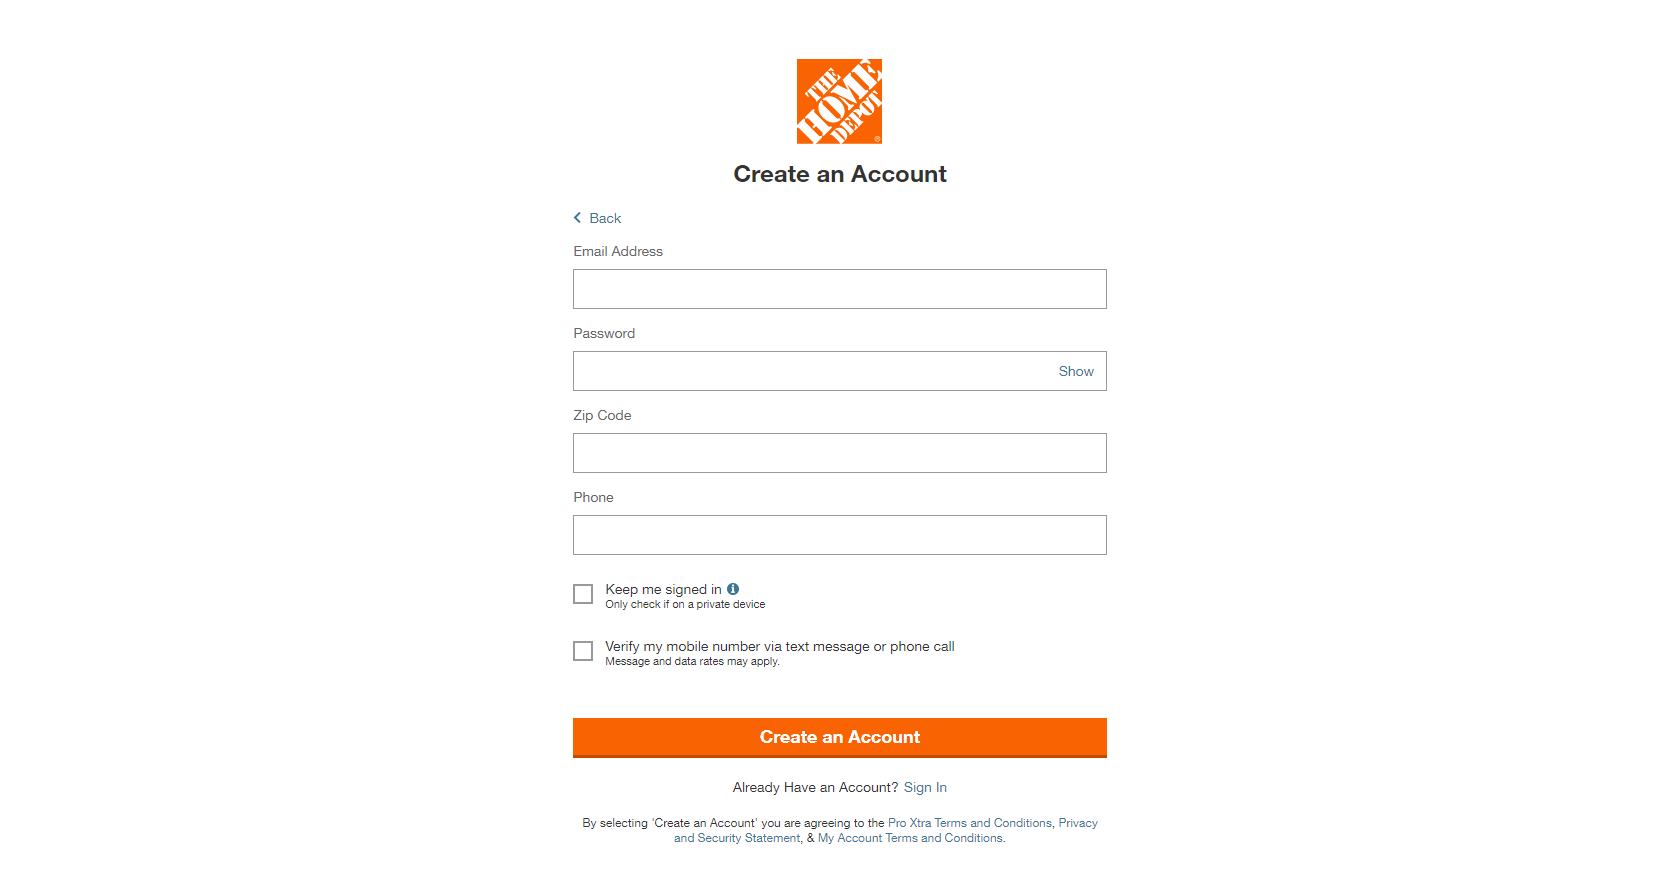 THE
HOME
DEPOT
®
Create an Account
Back
Email Address
Password
Show
Zip Code
Phone
Keep me signed in
Only check if on a private device
Verify my mobile number via text message or phone call
Message and data rates may apply.
Create an Account
Already Have an Account? Sign In
By selecting 'Create an Account' you are agreeing to the Pro Xtra Terms and Conditions, Privacy
and Security Statement, & My Account Terms and Conditions.